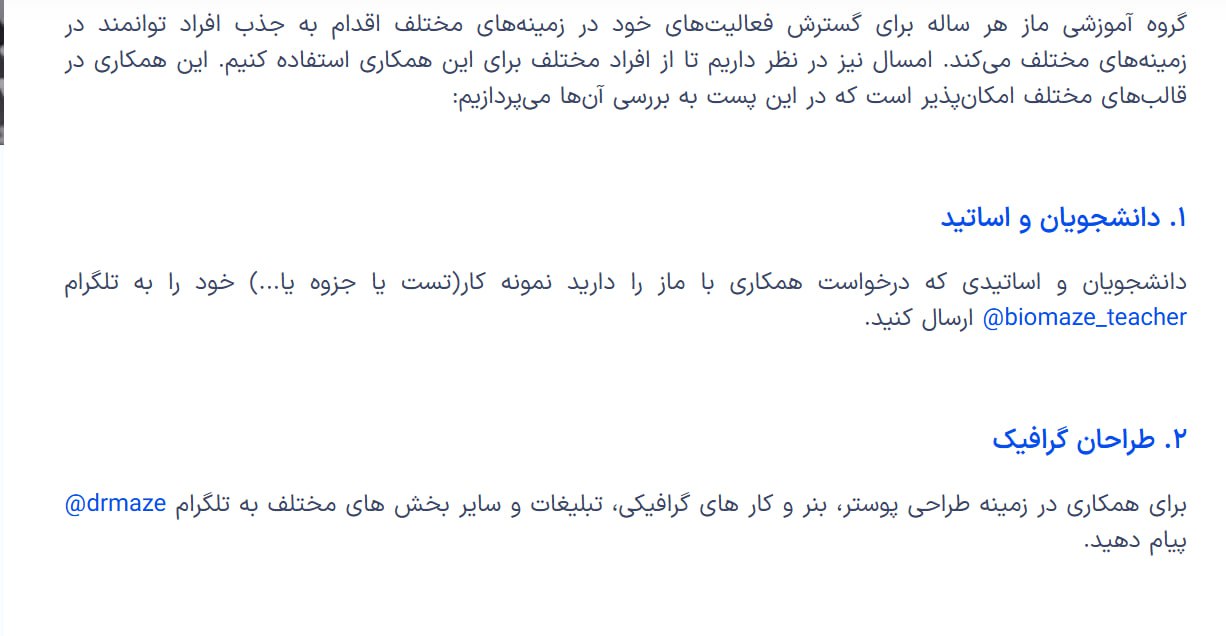 گروه آموزشی ماز هر ساله برای گسترش فعالیت‌های خود در زمینه‌های مختلف اقدام به جذب افراد توانمند در
زمینه‌های مختلف می‌کند. امسال نیز در نظر داریم تا از افراد مختلف برای این همکاری استفاده کنیم. این همکاری در
قالب‌های مختلف امکان‌پذیر است که در این پست به بررسی آن‌ها می‌پردازیم:
۱. دانشجویان و اساتید
دانشجویان و اساتیدی که درخواست همکاری با ماز را دارید نمونه کار(تست یا جزوه یا...) خود را به تلگرام
@biomaze_teacher ارسال کنید.
۲. طراحان گرافیک
برای همکاری در زمینه طراحی پوستر، بنر و کار های گرافیکی، تبلیغات و سایر بخش های مختلف به تلگرام @drmaze
پیام دهید.